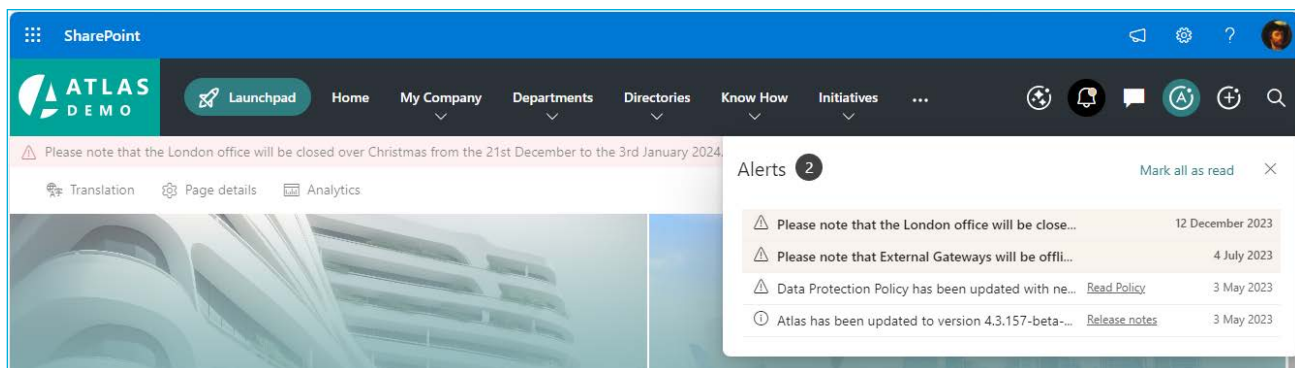 SharePoint
ATLAS
DEMO
Launchpad Home My Company Departments Directories Know How Initiatives ...
Please note that the London office will be closed over Christmas from the 21st December to the 3rd January 2024.
Translation Page details Analytics
Alerts 2 Mark all as read
Please note that the London office will be close... 12 December 2023
Please note that External Gateways will be offli... 4 July 2023
Data Protection Policy has been updated with ne... Read Policy 3 May 2023
Atlas has been updated to version 4.3.157-beta-... Release notes 3 May 2023